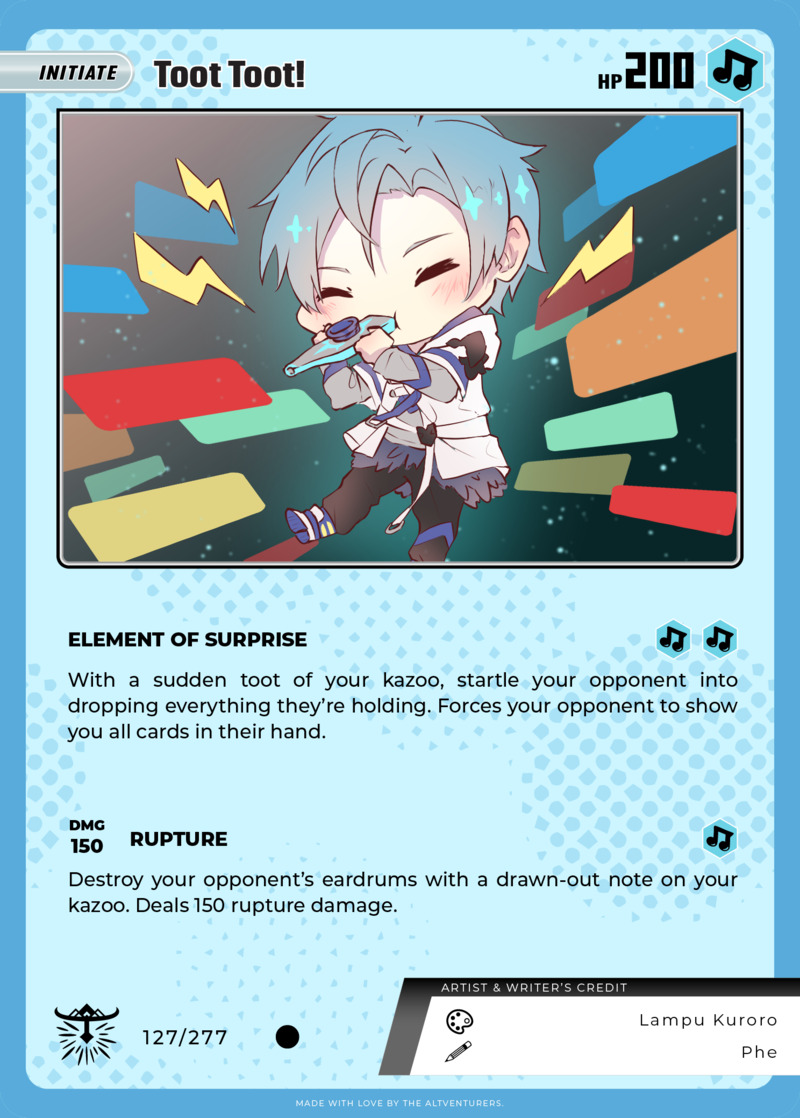 INITIATE
Toot Toot!
HP 200
ELEMENT OF SURPRISE
With a sudden toot of your kazoo, startle your opponent into
dropping everything they’re holding. Forces your opponent to show
you all cards in their hand.
DMG
150
RUPTURE
Destroy your opponent’s eardrums with a drawn-out note on your
kazoo. Deals 150 rupture damage.
127/277
ARTIST & WRITER’S CREDIT
Lampu Kuroro
Phe
MADE WITH LOVE BY THE ALTVENTURERS.